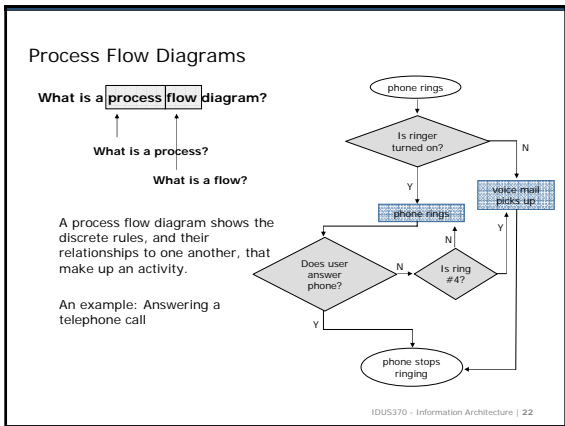 Process Flow Diagrams
What is a process flow diagram?
What is a process?
What is a flow?
A process flow diagram shows the
discrete rules, and their
relationships to one another, that
make up an activity.
An example: Answering a
telephone call
phone rings
Is ringer
turned on?
N
Y
voice mail
picks up
phone rings
Y
N
Does user
answer
phone?
N
Is ring
#4?
Y
phone stops
ringing
IDUS370 - Information Architecture | 22